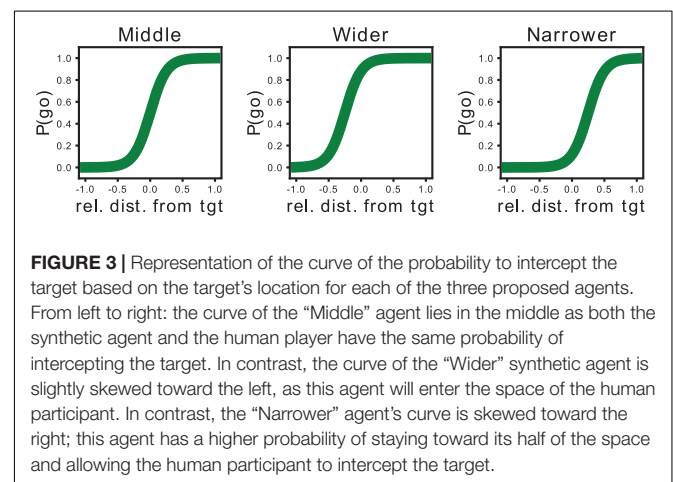 Middle
Wider
Narrower
P(go)
1.0
0.8
0.6
0.4
0.2
0.0
-1.0 -0.5 0.0 0.5 1.0
rel. dist. from tgt
P(go)
1.0
0.8
0.6
0.4
0.2
0.0
-1.0 -0.5 0.0 0.5 1.0
rel. dist. from tgt
P(go)
1.0
0.8
0.6
0.4
0.2
0.0
-1.0 -0.5 0.0 0.5 1.0
rel. dist. from tgt
FIGURE 3 | Representation of the curve of the probability to intercept the
target based on the target’s location for each of the three proposed agents.
From left to right: the curve of the “Middle” agent lies in the middle as both the
synthetic agent and the human player have the same probability of
intercepting the target. In contrast, the curve of the “Wider” synthetic agent is
slightly skewed toward the left, as this agent will enter the space of the human
participant. In contrast, the “Narrower” agent’s curve is skewed toward the
right; this agent has a higher probability of staying toward its half of the space
and allowing the human participant to intercept the target.